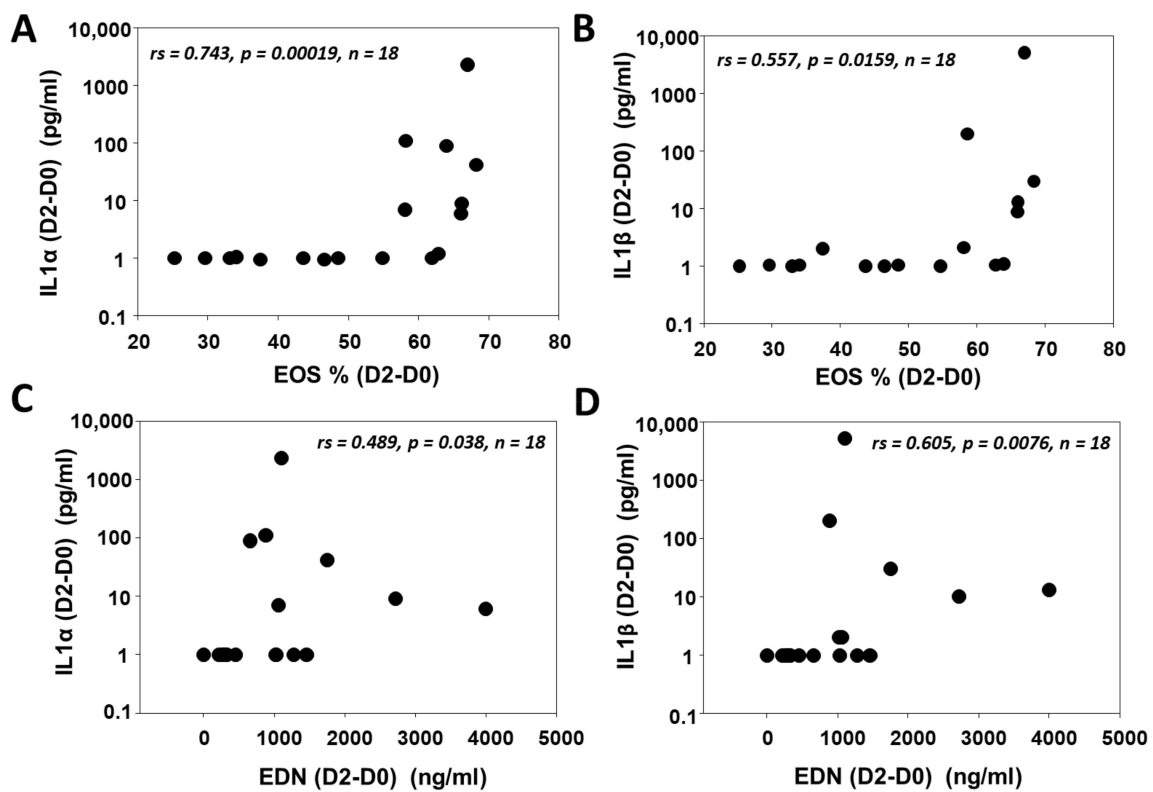 A
rs = 0.743, p = 0.00019, n = 18
IL1α (D2-D0) (pg/ml)
10,000
1000
100
10
1
0.1
20 30 40 50 60 70 80
EOS % (D2-D0)
B
rs = 0.557, p = 0.0159, n = 18
IL1β (D2-D0) (pg/ml)
10,000
1000
100
10
1
0.1
20 30 40 50 60 70 80
EOS % (D2-D0)
C
rs = 0.489, p = 0.038, n = 18
IL1α (D2-D0) (pg/ml)
10,000
1000
100
10
1
0.1
0 1000 2000 3000 4000 5000
EDN (D2-D0) (ng/ml)
D
rs = 0.605, p = 0.0076, n = 18
IL1β (D2-D0) (pg/ml)
10,000
1000
100
10
1
0.1
0 1000 2000 3000 4000 5000
EDN (D2-D0) (ng/ml)